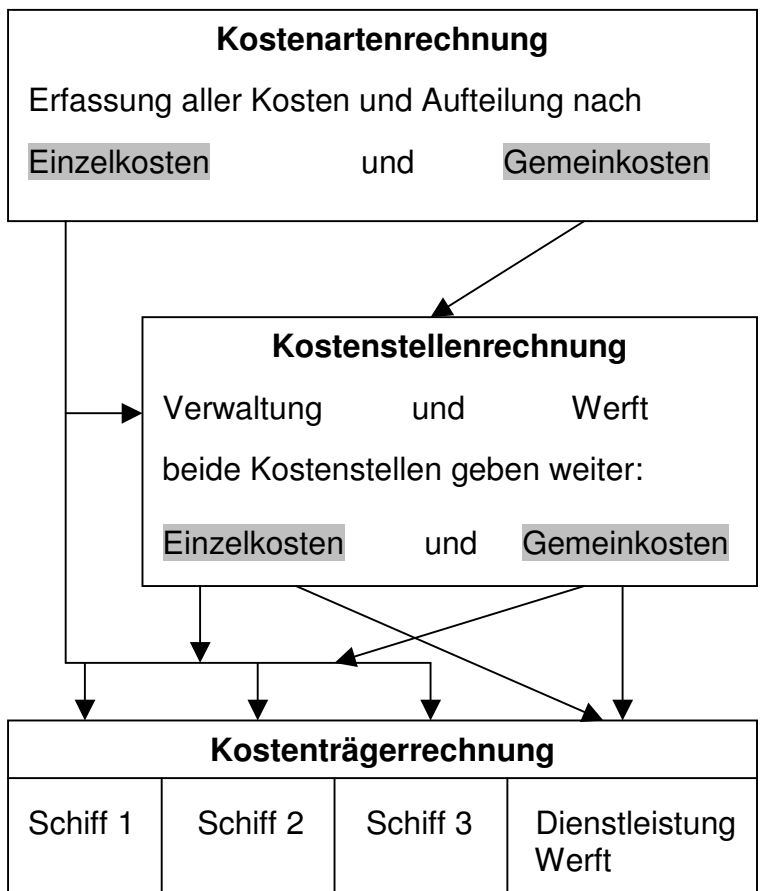 Kostenartenrechnung
Erfassung aller Kosten und Aufteilung nach
Einzelkosten und Gemeinkosten
Kostenstellenrechnung
Verwaltung und Werft
beide Kostenstellen geben weiter:
Einzelkosten und Gemeinkosten
Kostenträgerrechnung
Schiff 1 Schiff 2 Schiff 3 Dienstleistung
Werft